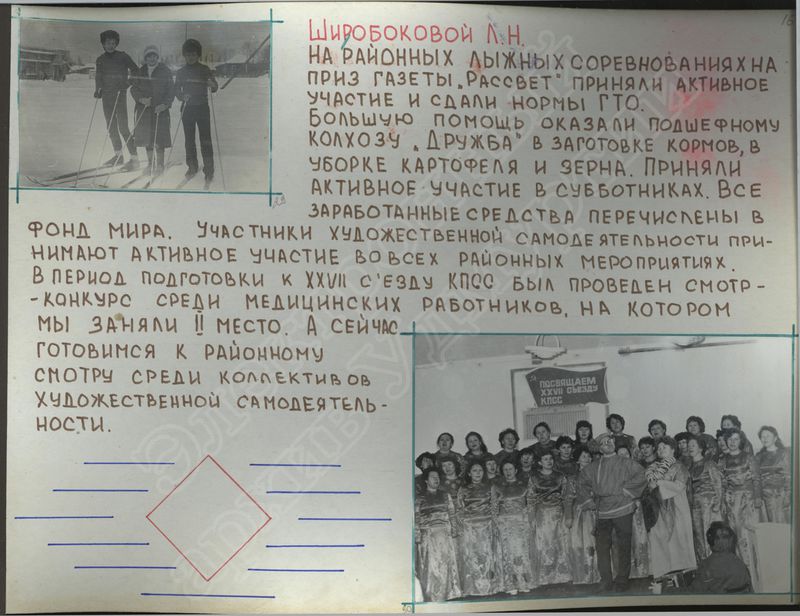 16
Широбоковой Л.Н.
НА РАЙОННЫХ ЛЫЖНЫХ СОРЕВНОВАНИЯХ НА
ПРИЗ ГАЗЕТЫ „РАССВЕТ" ПРИНЯЛИ АКТИВНОЕ
УЧАСТИЕ И СДАЛИ НОРМЫ ГТО.
БОЛЬШУЮ ПОМОЩЬ ОКАЗАЛИ ПОДШЕФНОМУ
КОЛХОЗУ „ДРУЖБА" В ЗАГОТОВКЕ КОРМОВ, В
УБОРКЕ КАРТОФЕЛЯ И ЗЕРНА. ПРИНЯЛИ
АКТИВНОЕ УЧАСТИЕ В СУББОТНИКАХ. ВСЕ
ЗАРАБОТАННЫЕ СРЕДСТВА ПЕРЕЧИСЛЕНЫ В
ФОНД МИРА. УЧАСТНИКИ ХУДОЖЕСТВЕННОЙ САМОДЕЯТЕЛЬНОСТИ ПРИ-
НИМАЮТ АКТИВНОЕ УЧАСТИЕ ВО ВСЕХ РАЙОННЫХ МЕРОПРИЯТИЯХ.
В ПЕРИОД ПОДГОТОВКИ К XXVII С'ЕЗДУ КПСС БЫЛ ПРОВЕДЕН СМОТР-
-КОНКУРС СРЕДИ МЕДИЦИНСКИХ РАБОТНИКОВ, НА КОТОРОМ
МЫ ЗАНЯЛИ II МЕСТО. А СЕЙЧАС
ГОТОВИМСЯ К РАЙОННОМУ
СМОТРУ СРЕДИ КОЛЛЕКТИВОВ
ХУДОЖЕСТВЕННОЙ САМОДЕЯТЕЛЬ-
НОСТИ.
ПОСВЯЩАЕМ
XXVII СЪЕЗДУ
КПСС